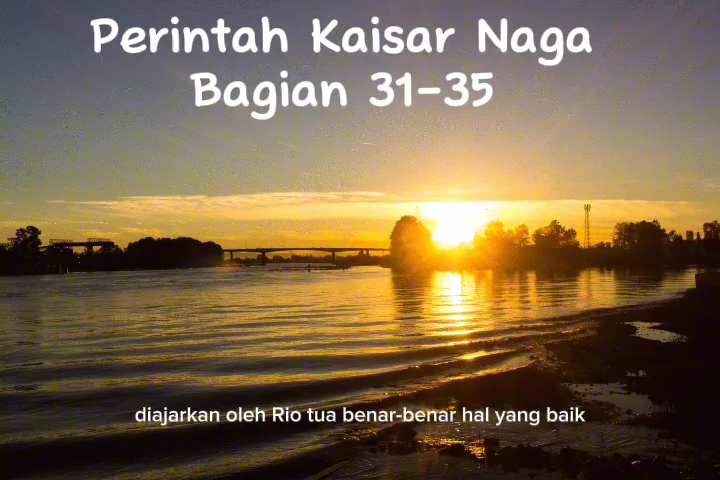 Perintah Kaisar Naga
Bagian 31-35
diajarkan oleh Rio tua benar-benar hal yang baik